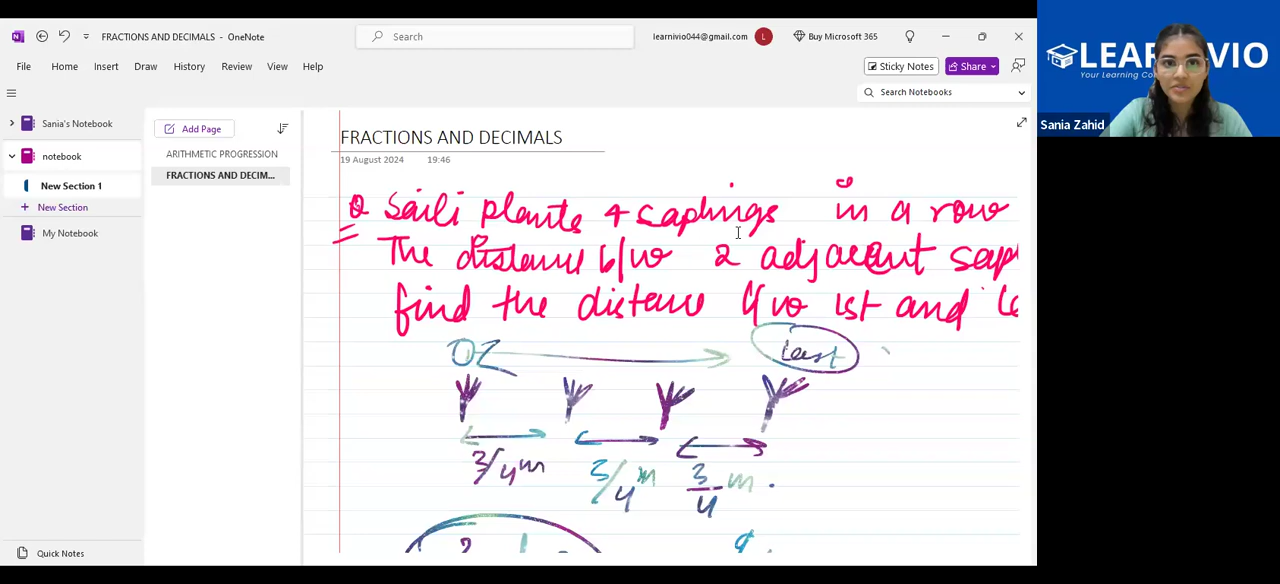 FRACTIONS AND DECIMALS - OneNote
Search
learnivio044@gmail.com L
Buy Microsoft 365
File Home Insert Draw History Review View Help
Sticky Notes
Share
Search Notebooks
LEARNIVIO
Your Learning Co
Sania Zahid
Sania's Notebook
notebook
New Section 1
New Section
My Notebook
Quick Notes
Add Page
ARITHMETIC PROGRESSION
FRACTIONS AND DECIM...
FRACTIONS AND DECIMALS
19 August 2024 19:46
Q Saili plants 4 saplings in a row
The distance b/w 2 adjacent sap
find the distance b/w 1st and la
Last
3/4 m 3/4 m 3/4 m